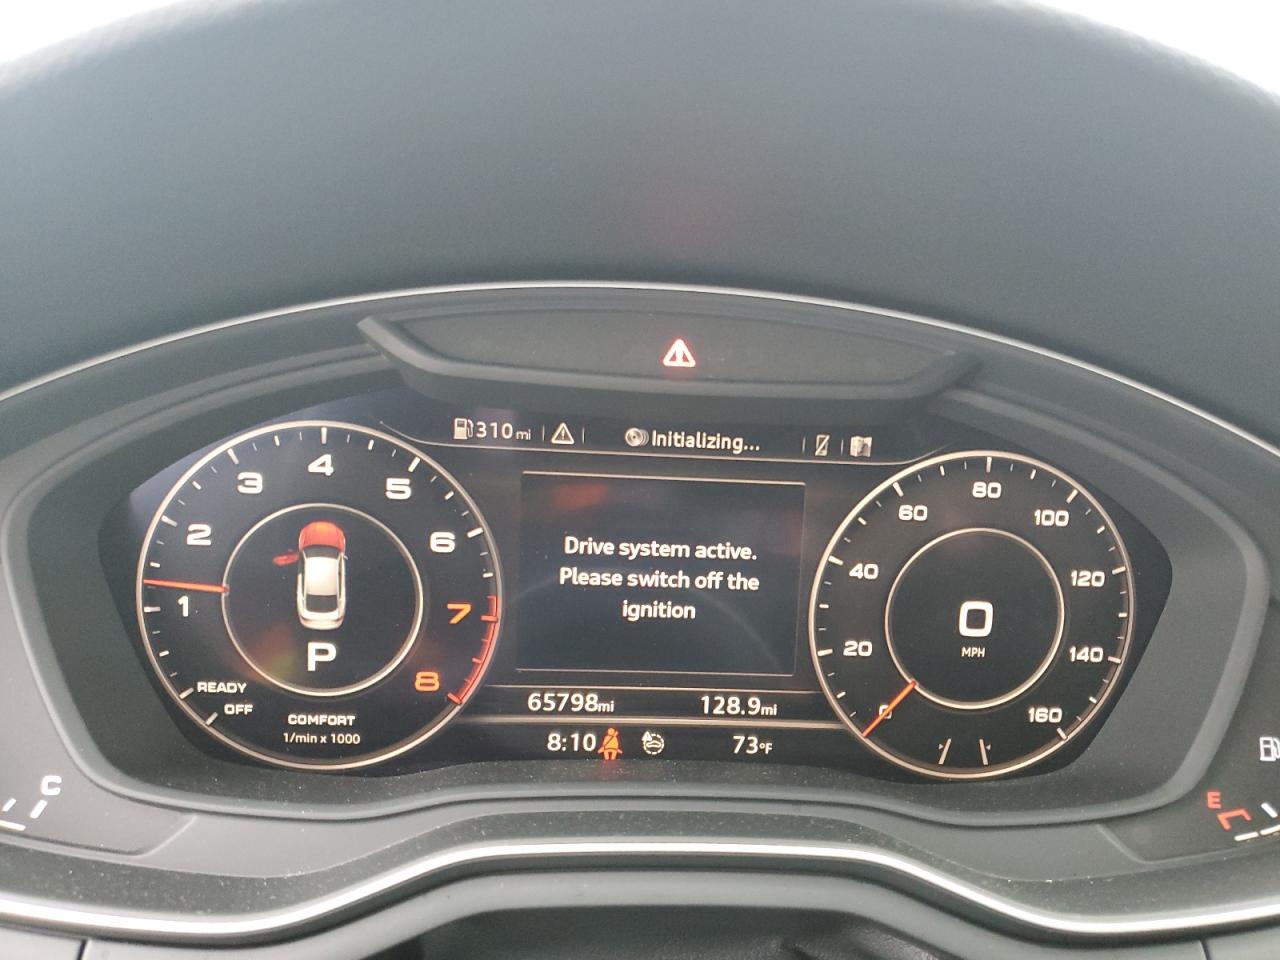 310 mi
Initializing...
Drive system active.
Please switch off the
ignition
65798mi
128.9mi
8:10
73°F
1
2
3
4
5
6
7
8
P
READY
OFF
COMFORT
1/min x 1000
0
20
40
60
80
100
120
140
160
0
MPH
C
E